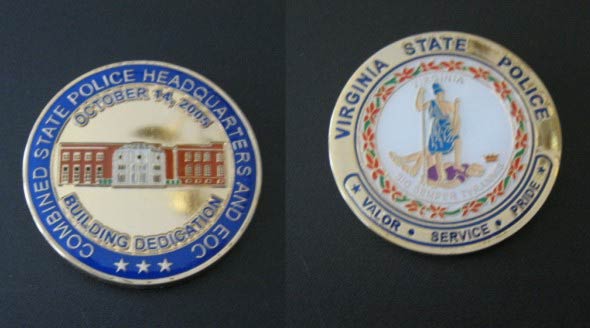 COMBINED STATE POLICE HEADQUARTERS AND EOC
OCTOBER 14,
BUILDING DEDICATION
VIRGINIA STATE POLICE
VIRGINIA
SIC SEMPER TYRANNIS
VALOR • SERVICE • PRIDE